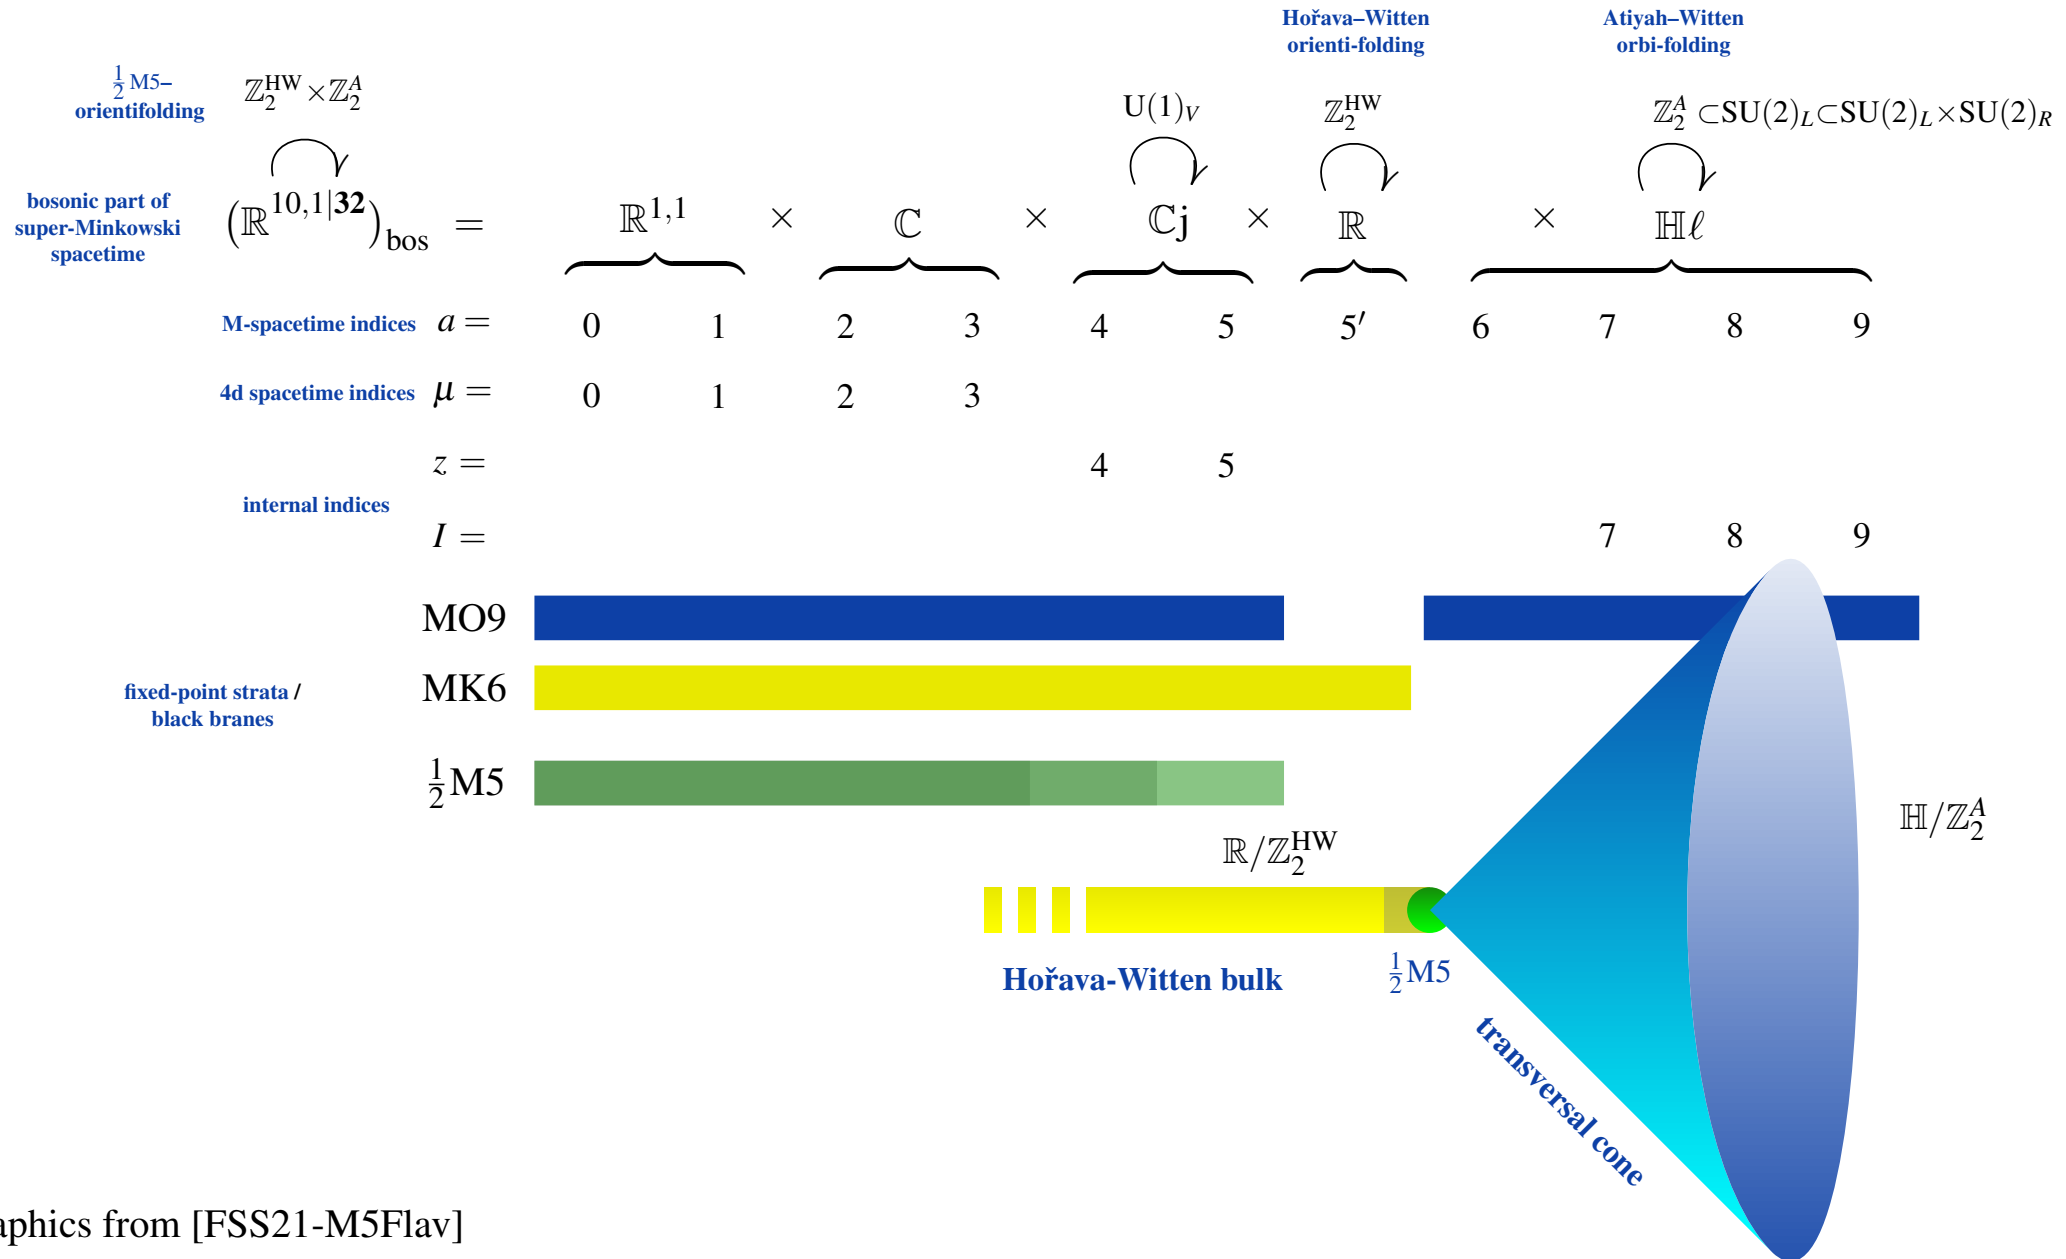 Hořava–Witten
orienti-folding
Atiyah–Witten
orbi-folding
½ M5–
orientifolding
ℤ₂^HW × ℤ₂^A
U(1)_V
ℤ₂^HW
ℤ₂^A ⊂SU(2)_L⊂SU(2)_L×SU(2)_R
bosonic part of
super-Minkowski
spacetime
(ℝ^{10,1|32})_bos = ℝ^{1,1} × ℂ × ℂj × ℝ × ℍℓ
M-spacetime indices a = 0 1 2 3 4 5 5′ 6 7 8 9
4d spacetime indices μ = 0 1 2 3
z = 4 5
internal indices
I = 7 8 9
MO9
MK6
fixed-point strata /
black branes
½M5
ℝ/ℤ₂^HW
ℍ/ℤ₂^A
Hořava-Witten bulk
½M5
transversal cone
aphics from [FSS21-M5Flav]